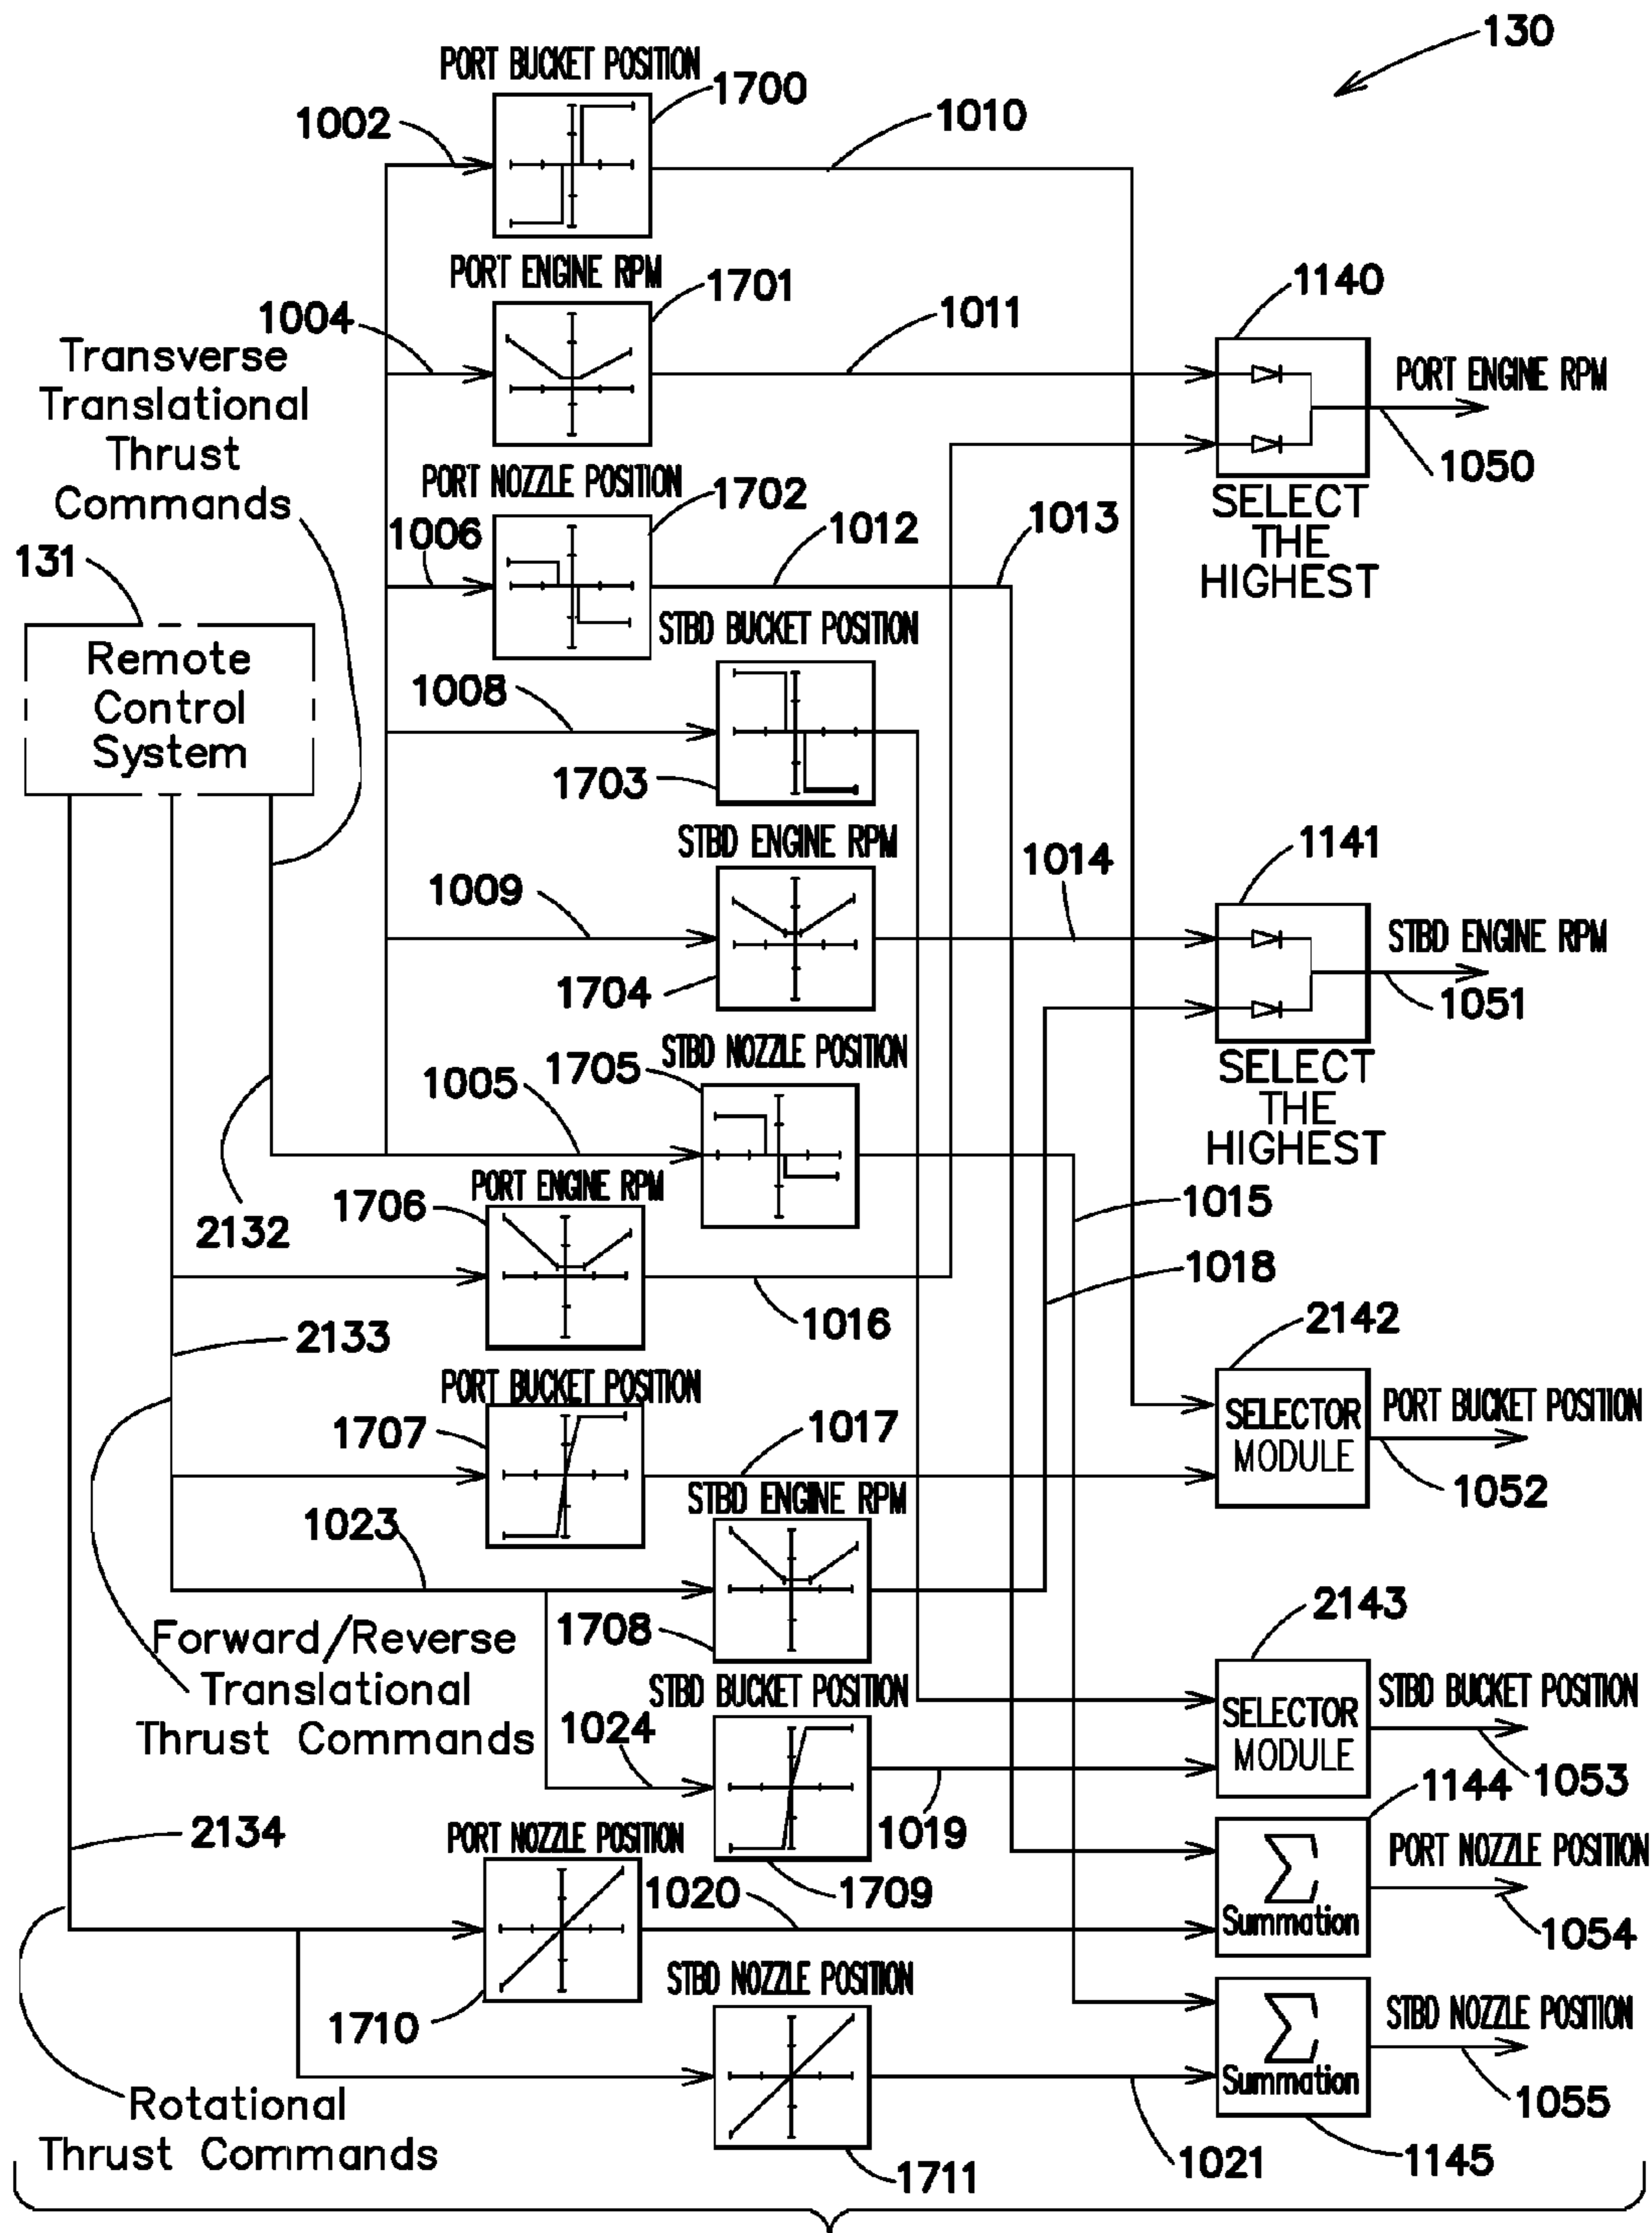 130
PORT BUCKET POSITION
1700
1002
1010
PORT ENGINE RPM
1701
1004
1011
1140
PORT ENGINE RPM
1050
SELECT
THE
HIGHEST
Transverse
Translational
Thrust
Commands
PORT NOZZLE POSITION
1702
1006
1012
1013
131
Remote
Control
System
STBD BUCKET POSITION
1008
1703
STBD ENGINE RPM
1009
1014
1704
1141
STBD ENGINE RPM
1051
SELECT
THE
HIGHEST
STBD NOZZLE POSITION
1005
1705
2132
PORT ENGINE RPM
1706
1015
1018
1016
2133
2142
PORT BUCKET POSITION
1707
1017
SELECTOR
MODULE
PORT BUCKET POSITION
1052
STBD ENGINE RPM
1023
1708
Forward/Reverse
Translational
Thrust Commands
2143
STBD BUCKET POSITION
1024
SELECTOR
MODULE
STBD BUCKET POSITION
1053
1019
1709
1144
2134
PORT NOZZLE POSITION
1020
Σ
Summation
PORT NOZZLE POSITION
1054
1710
STBD NOZZLE POSITION
Σ
Summation
STBD NOZZLE POSITION
1055
Rotational
Thrust Commands
1711
1021
1145